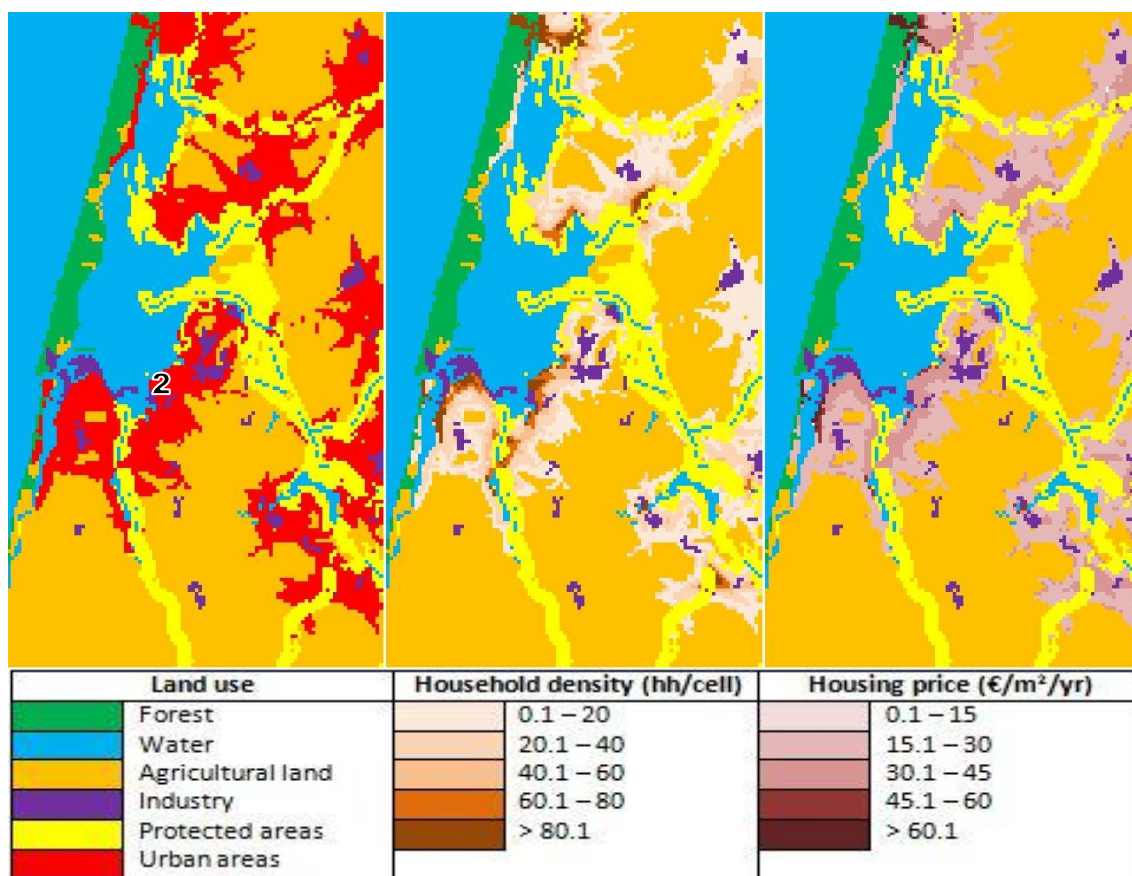 2
Land use Household density (hh/cell) Housing price (€/m²/yr)
Forest 0.1 – 20 0.1 – 15
Water 20.1 – 40 15.1 – 30
Agricultural land 40.1 – 60 30.1 – 45
Industry 60.1 – 80 45.1 – 60
Protected areas > 80.1 > 60.1
Urban areas